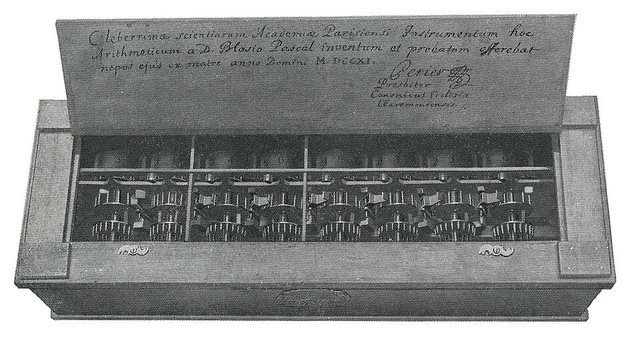 Celeberrimæ scientiarum Academiæ Parisiensi Instrumentum hoc
Arithmeticum a D. Blasio Pascal inventum et probatum offerebat
nepos ejus ex matre anno Domini M. DCCXI.
Perier
Presbiter
Canonicus Ecclesiæ
Claramontensis.